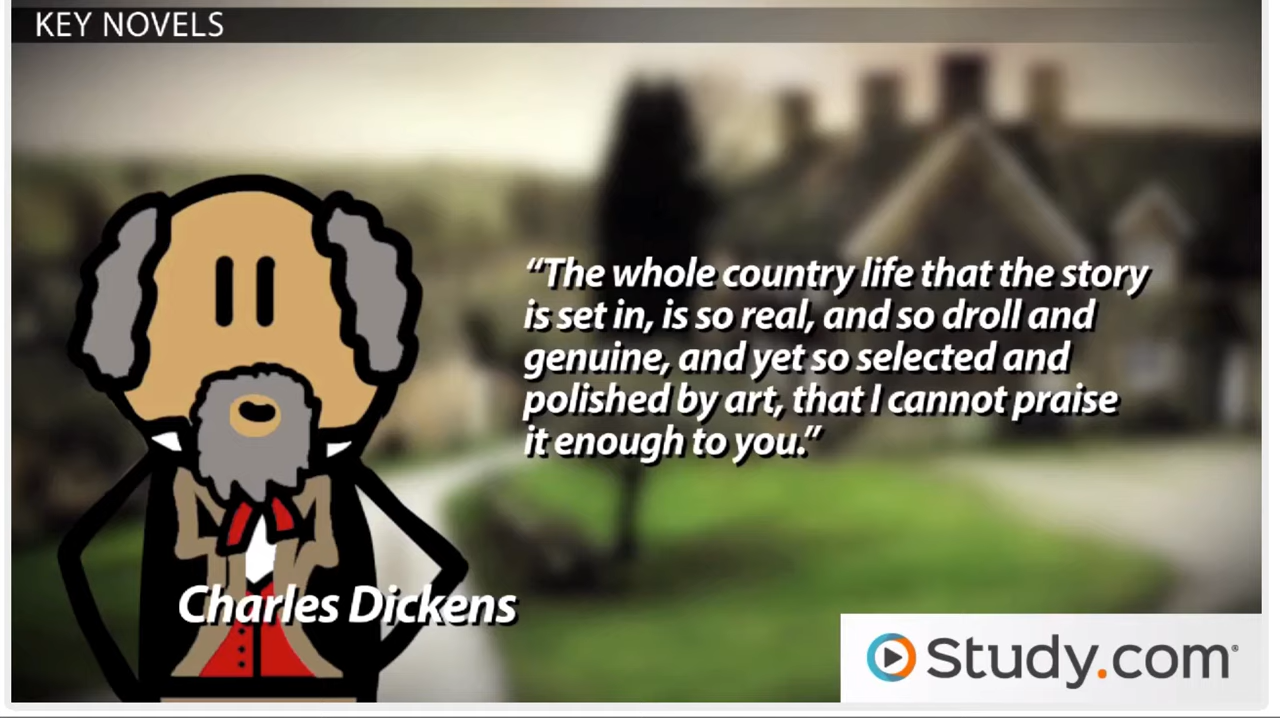 KEY NOVELS
“The whole country life that the story
is set in, is so real, and so droll and
genuine, and yet so selected and
polished by art, that I cannot praise
it enough to you.”
Charles Dickens
Study.com®